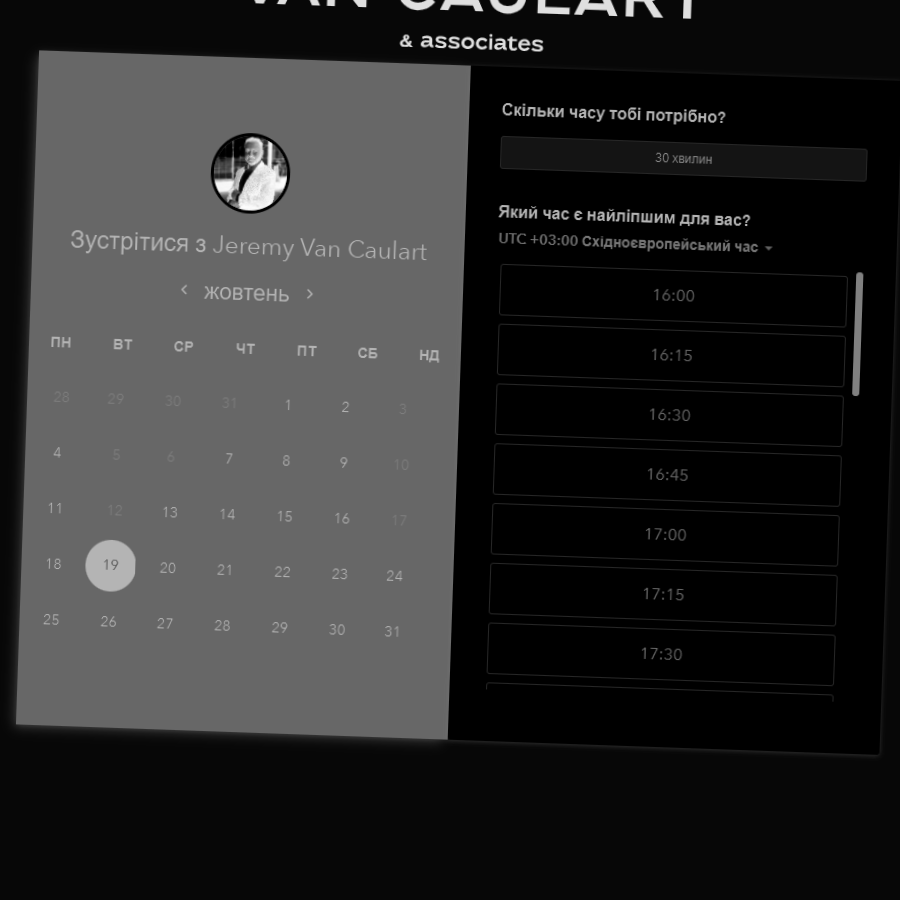 VAN CAULART
& associates
Зустрітися з Jeremy Van Caulart
жовтень
ПН ВТ СР ЧТ ПТ СБ НД
28 29 30 31 1 2 3
4 5 6 7 8 9 10
11 12 13 14 15 16 17
18 19 20 21 22 23 24
25 26 27 28 29 30 31
Скільки часу тобі потрібно?
30 хвилин
Який час є найліпшим для вас?
UTC +03:00 Східноєвропейський час
16:00
16:15
16:30
16:45
17:00
17:15
17:30